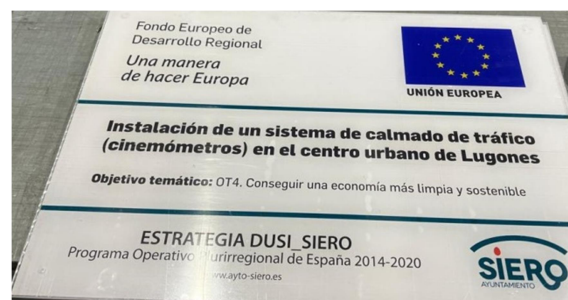 Fondo Europeo de
Desarrollo Regional
Una manera
de hacer Europa
UNIÓN EUROPEA
Instalación de un sistema de calmado de tráfico
(cinemómetros) en el centro urbano de Lugones
Objetivo temático: OT4. Conseguir una economía más limpia y sostenible
ESTRATEGIA DUSI_SIERO
Programa Operativo Plurirregional de España 2014-2020
www.ayto-siero.es
SIERO
AYUNTAMIENTO